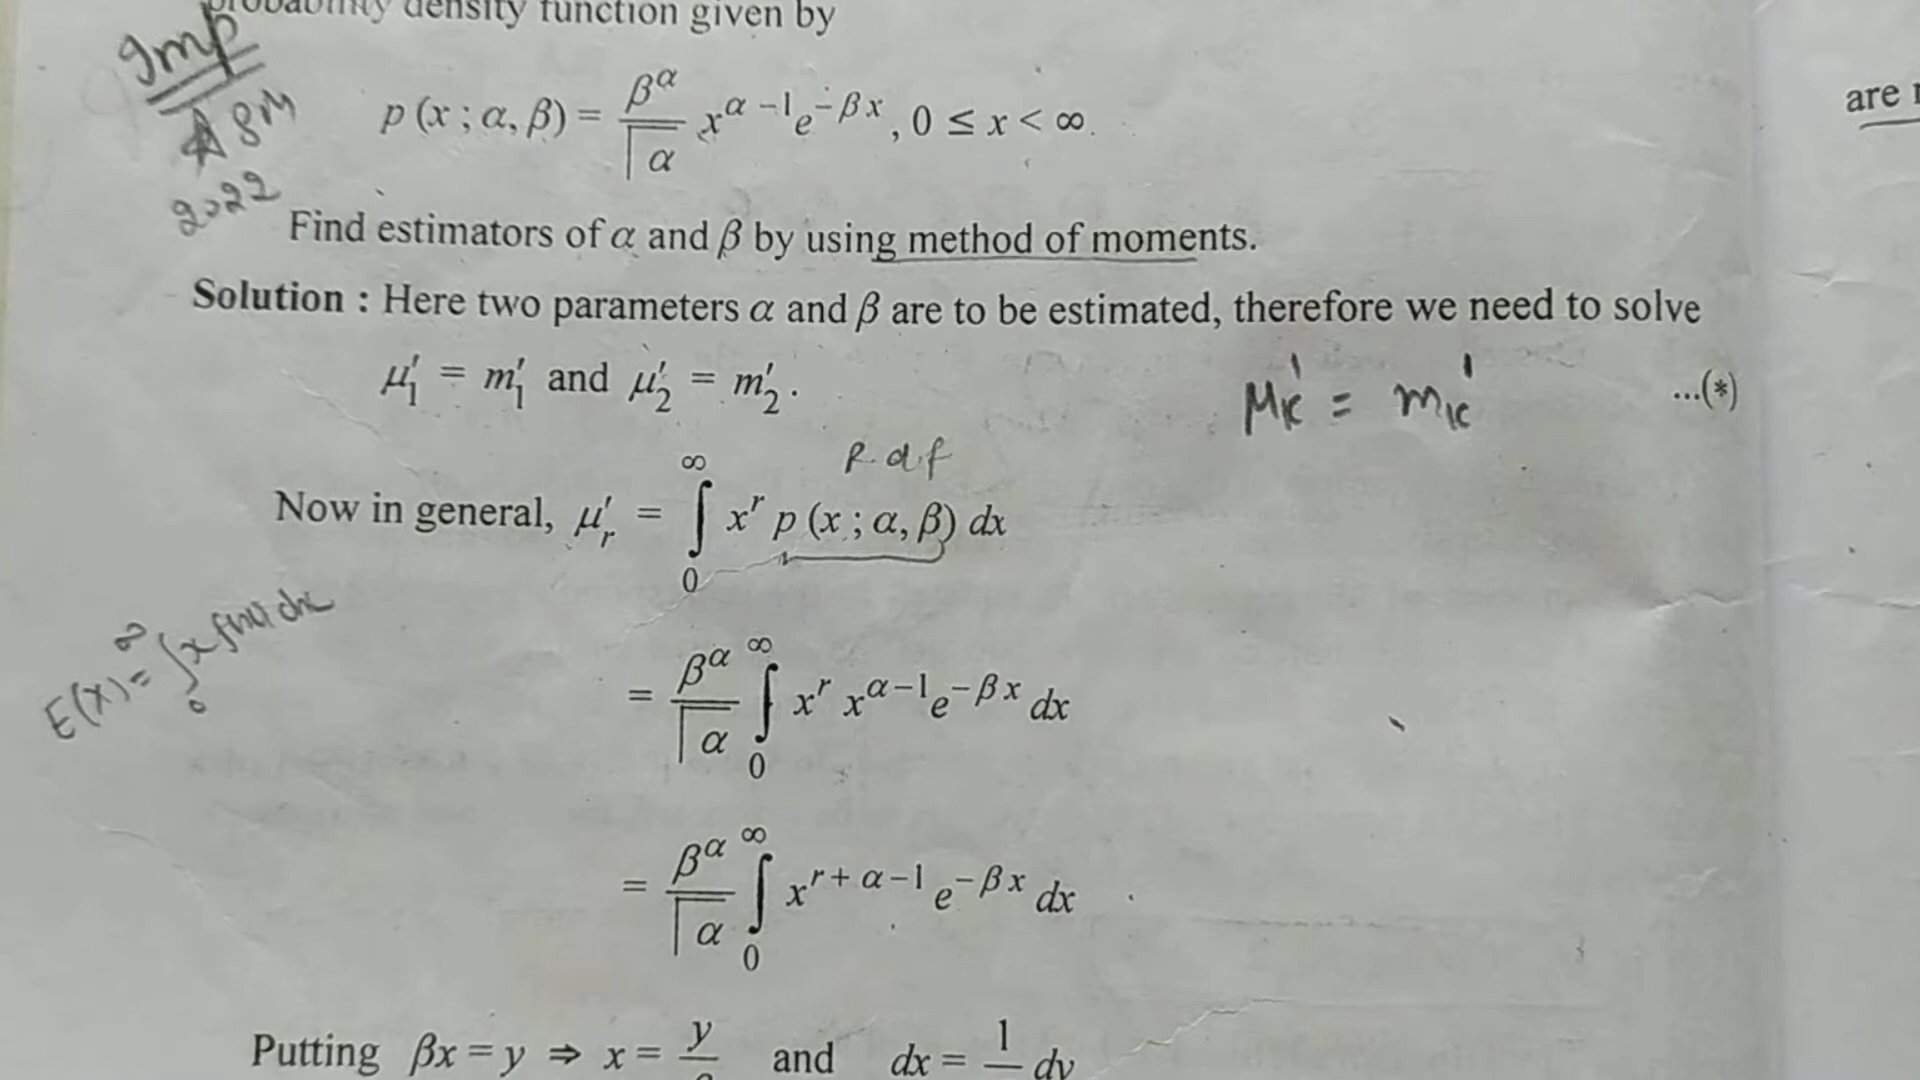 probability density function given by
Imp
8M
2022
p (x ; α, β) = β^α / Γα x^(α – 1) e^(– βx), 0 ≤ x < ∞.
are
Find estimators of α and β by using method of moments.
Solution : Here two parameters α and β are to be estimated, therefore we need to solve
μ′₁ = m′₁ and μ′₂ = m′₂.
μ′ₖ = m′ₖ
...(*)
P.d.f
Now in general, μ′ᵣ = ∫₀^∞ x^r p (x ; α, β) dx
E(X) = ∫₀^∞ x f(x) dx
= β^α / Γα ∫₀^∞ x^r x^(α – 1) e^(– βx) dx
= β^α / Γα ∫₀^∞ x^(r + α – 1) e^(– βx) dx
Putting βx = y ⇒ x = y/ and dx = 1/ dy